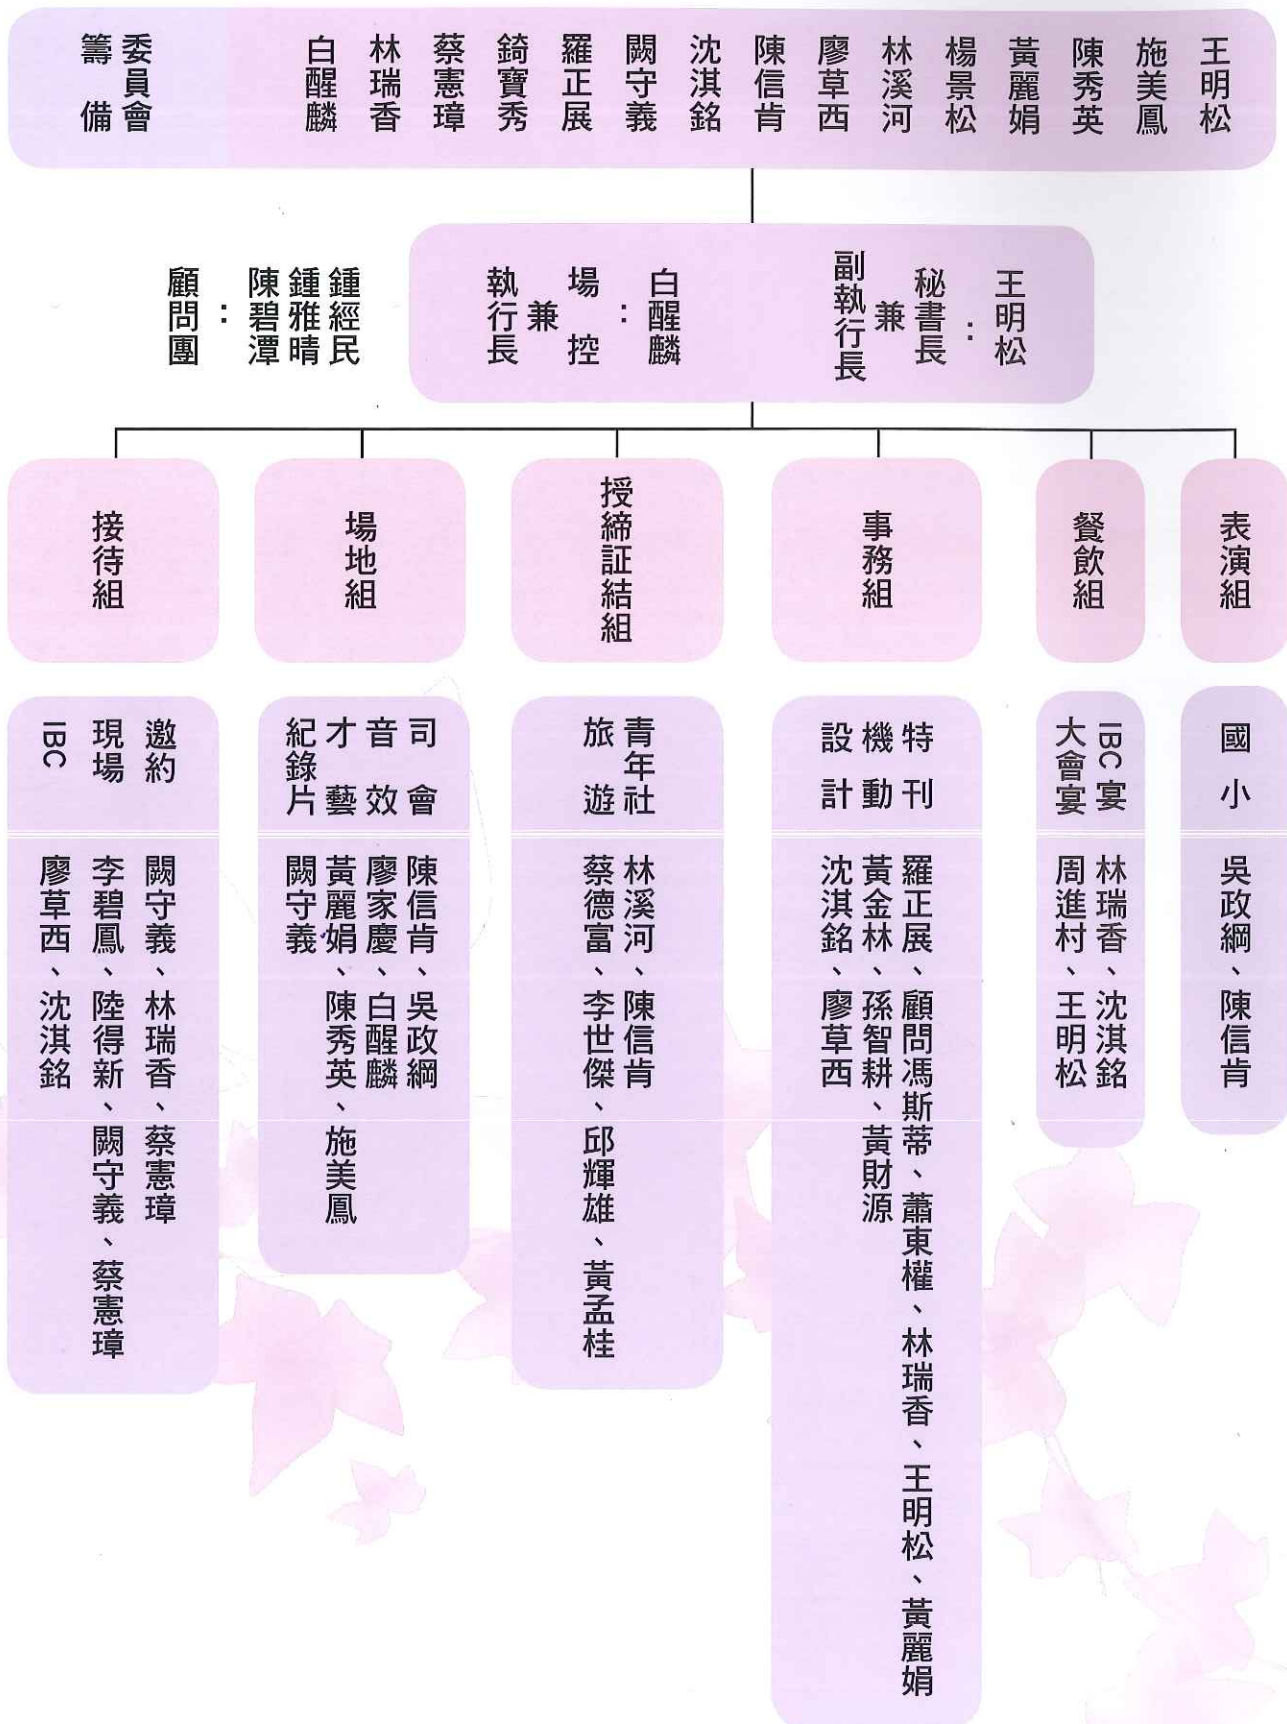 籌備
委員會
白醒麟
林瑞香
蔡憲璋
錡寶秀
羅正展
闕守義
沈淇銘
陳信肯
廖草西
林溪河
楊景松
黃麗娟
陳秀英
施美鳳
王明松
顧問團：
陳碧潭
鍾雅晴
鍾經民
執行長
兼
場控：
白醒麟
副執行長
兼
秘書長：
王明松
接待組
邀約 闕守義、林瑞香、蔡憲璋
現場 李碧鳳、陸得新、闕守義、蔡憲璋
IBC 廖草西、沈淇銘
場地組
司會 陳信肯、吳政綱
音效 廖家慶、白醒麟
才藝 黃麗娟、陳秀英、施美鳳
紀錄片 闕守義
授締証結組
青年社 林溪河、陳信肯
旅遊 蔡德富、李世傑、邱輝雄、黃孟桂
事務組
特刊 羅正展、顧問馮斯蒂、蕭東權、林瑞香、王明松、黃麗娟
機動 黃金林、孫智耕、黃財源
設計 沈淇銘、廖草西
餐飲組
IBC宴 林瑞香、沈淇銘
大會宴 周進村、王明松
表演組
國小 吳政綱、陳信肯